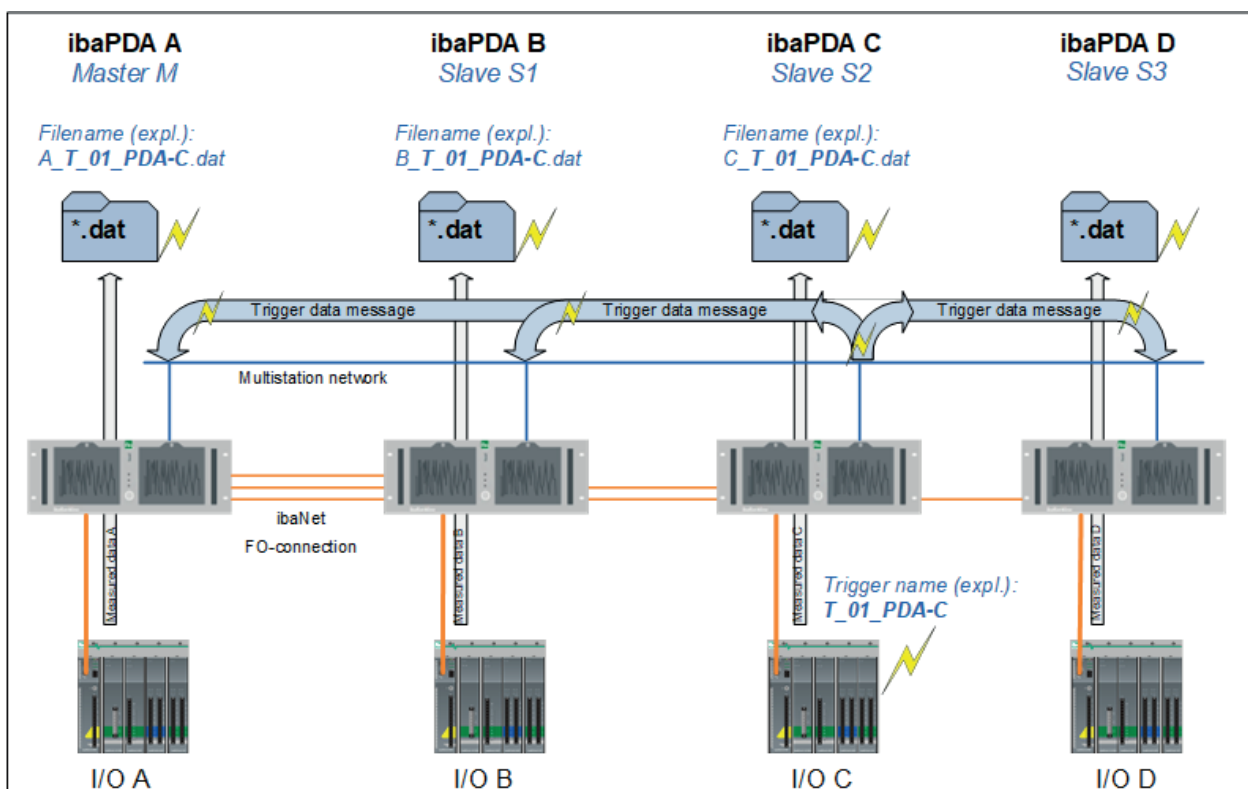 ibaPDA A
Master M
ibaPDA B
Slave S1
ibaPDA C
Slave S2
ibaPDA D
Slave S3
Filename (expl.):
A_T_01_PDA-C.dat
Filename (expl.):
B_T_01_PDA-C.dat
Filename (expl.):
C_T_01_PDA-C.dat
*.dat
*.dat
*.dat
*.dat
Trigger data message
Trigger data message
Trigger data message
Multistation network
ibaNet
FO-connection
Measured data A
Measured data B
Measured data C
Measured data D
Trigger name (expl.):
T_01_PDA-C
I/O A
I/O B
I/O C
I/O D